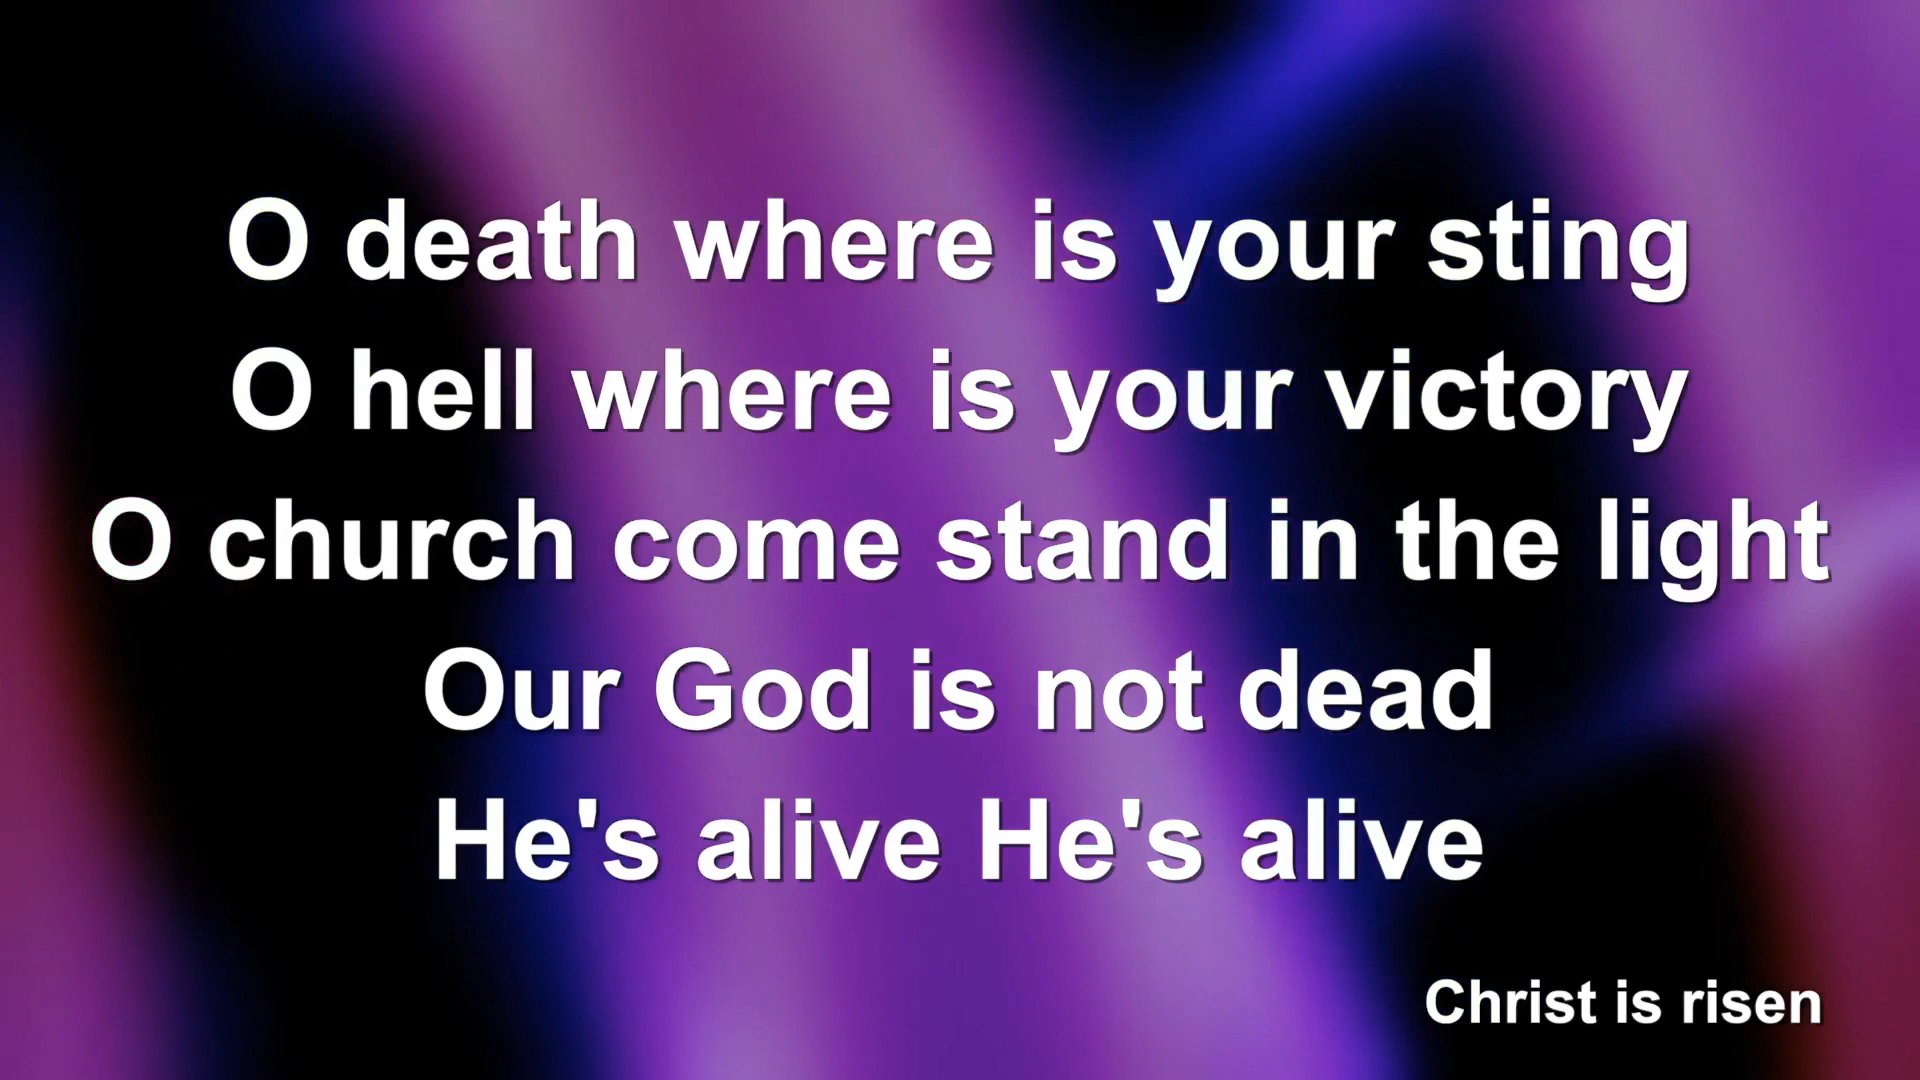 O death where is your sting
O hell where is your victory
O church come stand in the light
Our God is not dead
He's alive He's alive
Christ is risen